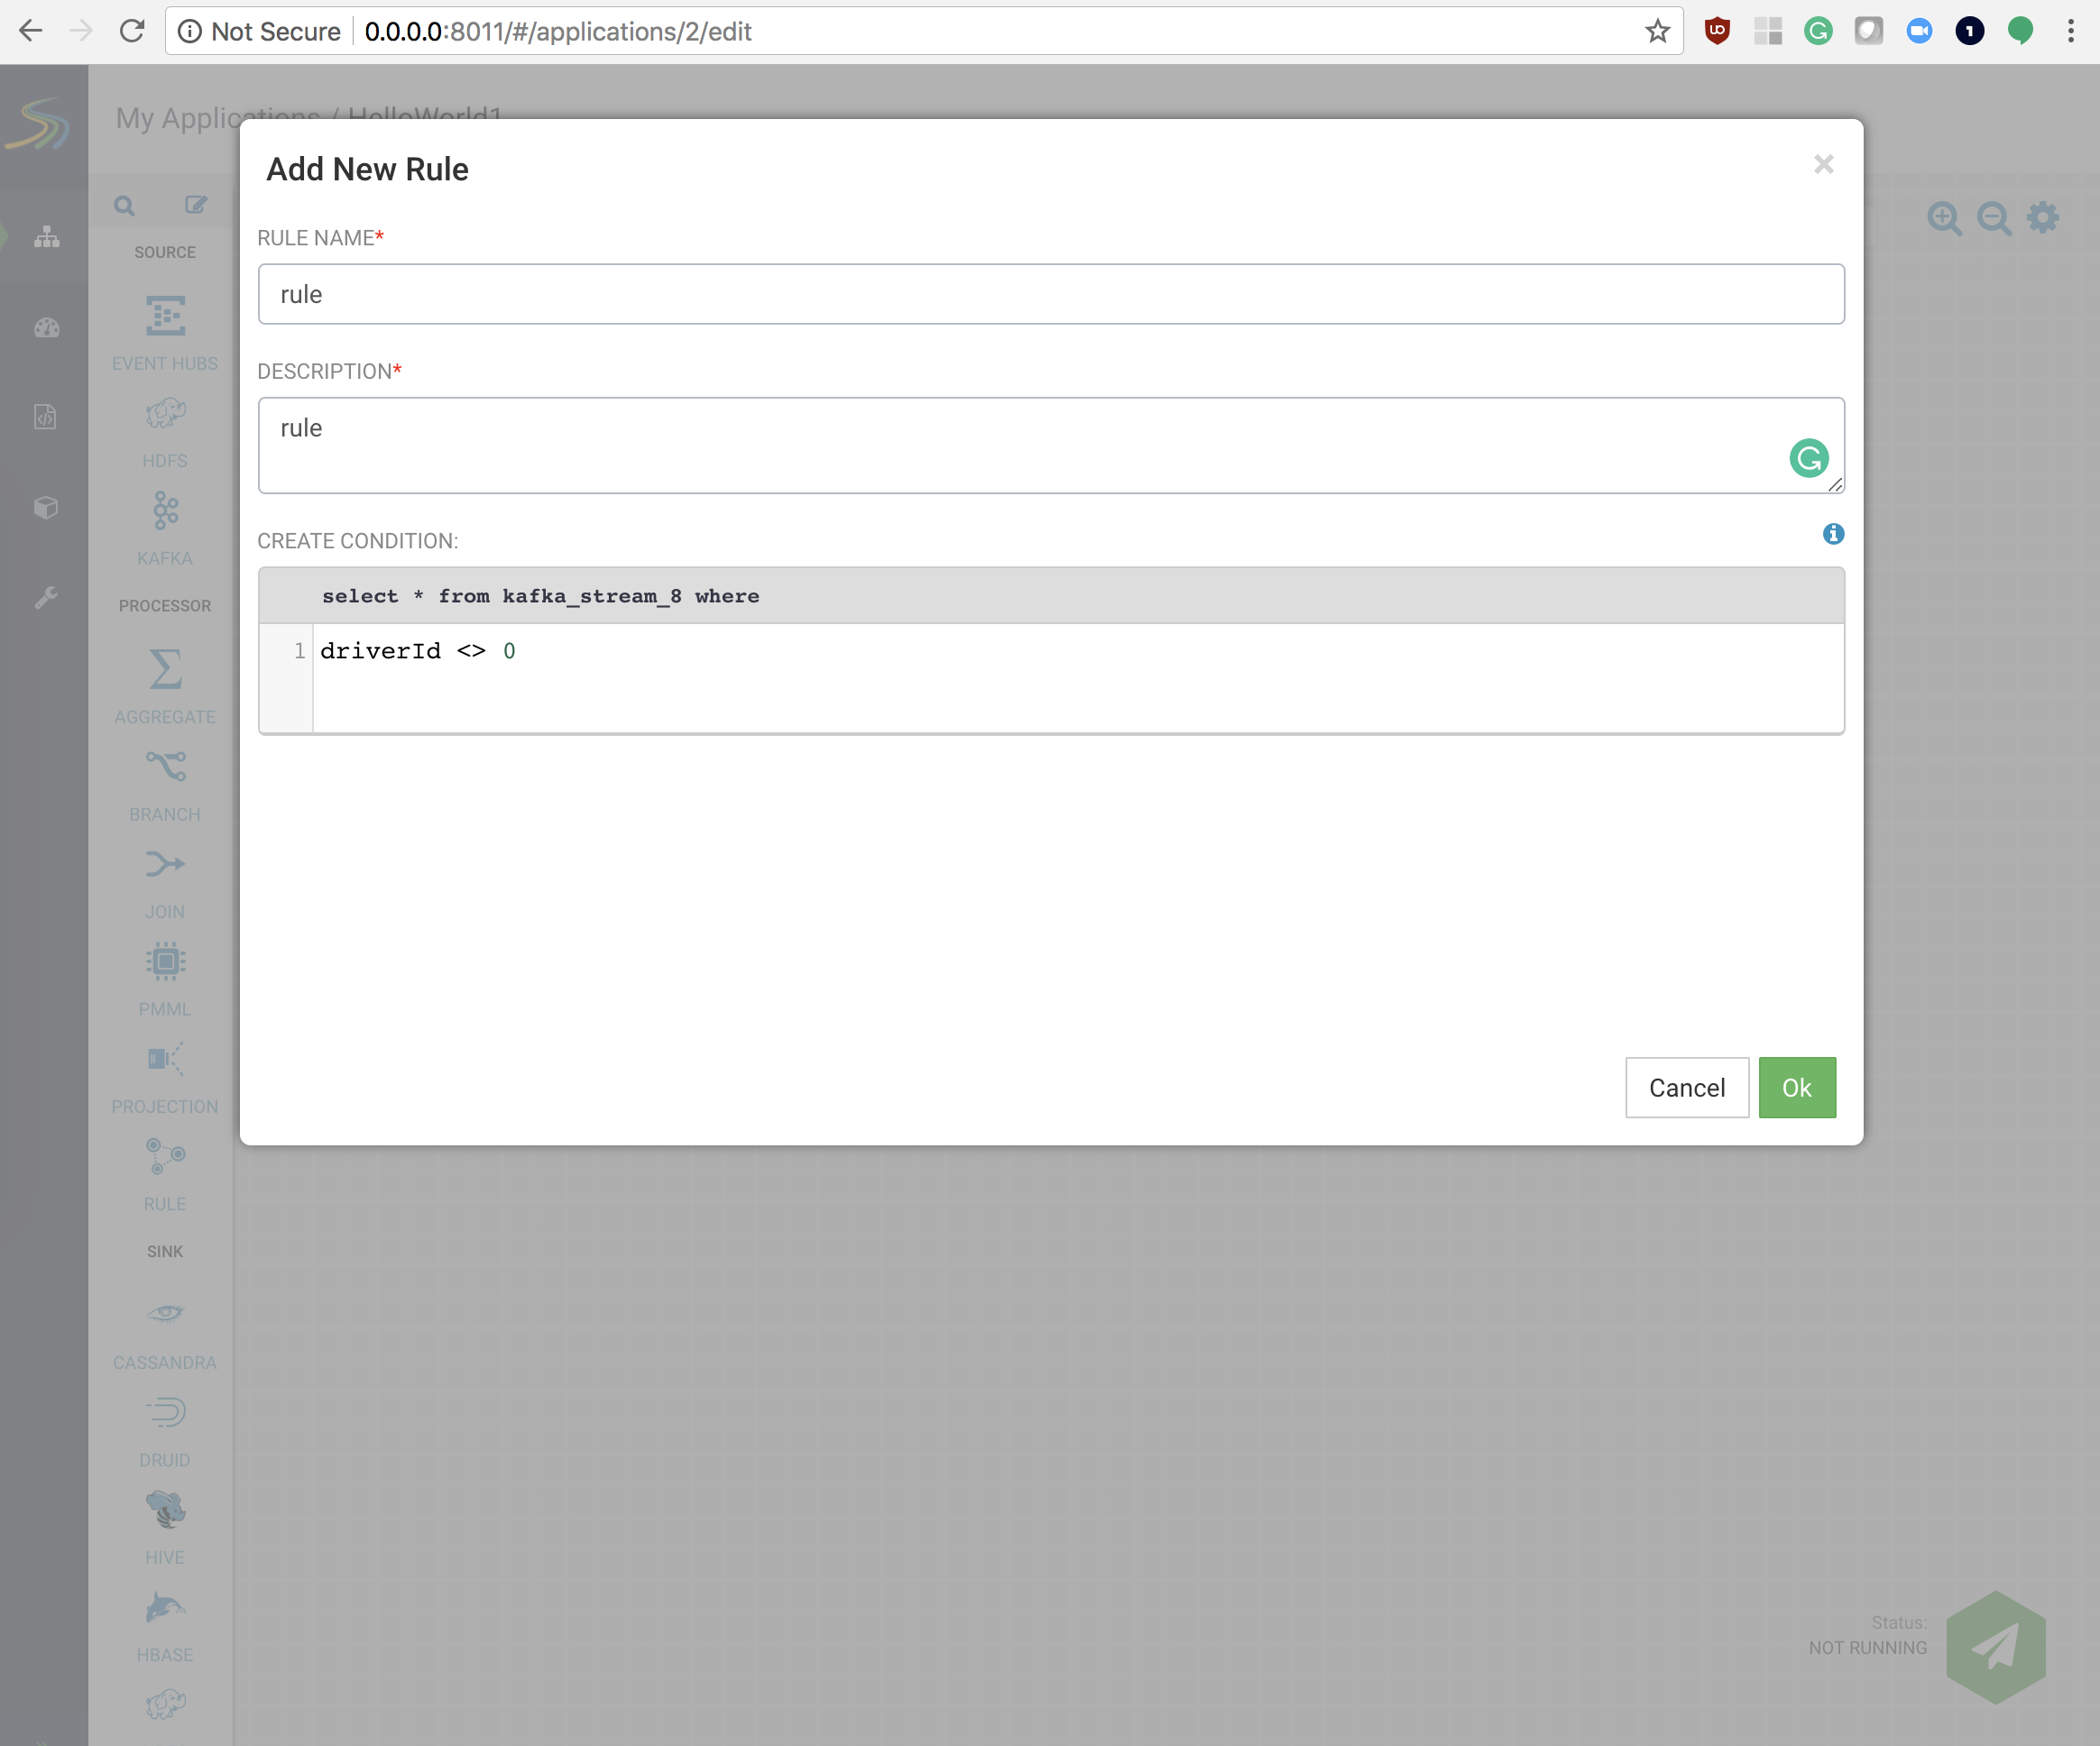 Not Secure 0.0.0.0:8011/#/applications/2/edit
My Applications / HelloWorld1
Add New Rule
×
RULE NAME*
rule
DESCRIPTION*
rule
CREATE CONDITION:
select * from kafka_stream_8 where
1 driverId <> 0
Cancel Ok
SOURCE
EVENT HUBS
HDFS
KAFKA
PROCESSOR
AGGREGATE
BRANCH
JOIN
PMML
PROJECTION
RULE
SINK
CASSANDRA
DRUID
HIVE
HBASE
Status:
NOT RUNNING